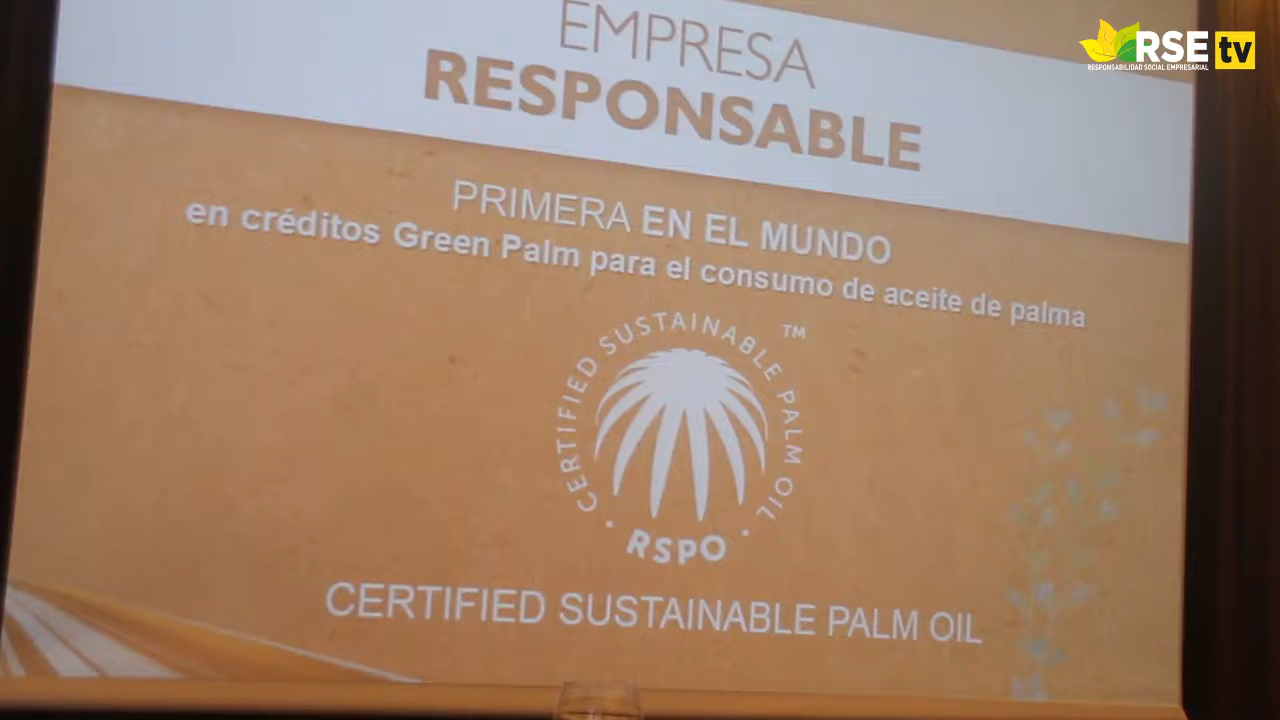 EMPRESA
RESPONSABLE
PRIMERA EN EL MUNDO
en créditos Green Palm para el consumo de aceite de palma
CERTIFIED SUSTAINABLE PALM OIL
TM
RSPO
CERTIFIED SUSTAINABLE PALM OIL
RSE tv
RESPONSABILIDAD SOCIAL EMPRESARIAL